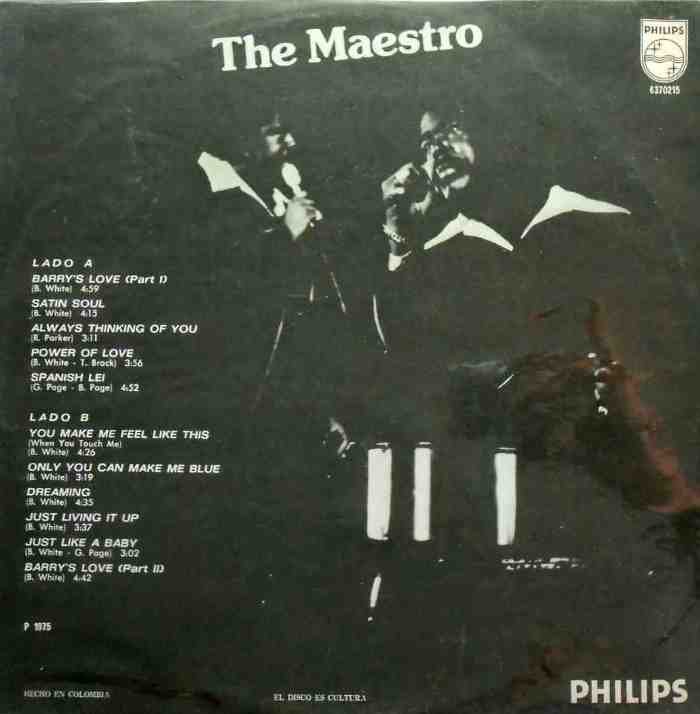 The Maestro
PHILIPS
6370215
LADO A
BARRY'S LOVE (Part I)
(B. White) 4:59
SATIN SOUL
(B. White) 4:15
ALWAYS THINKING OF YOU
(R. Parker) 3:11
POWER OF LOVE
(B. White - T. Brock) 3:56
SPANISH LEI
(G. Page - B. Page) 4:52
LADO B
YOU MAKE ME FEEL LIKE THIS
(When You Touch Me)
(B. White) 4:26
ONLY YOU CAN MAKE ME BLUE
(B. White) 3:19
DREAMING
(B. White) 4:35
JUST LIVING IT UP
(B. White) 3:37
JUST LIKE A BABY
(B. White - G. Page) 3:02
BARRY'S LOVE (Part II)
(B. White) 4:42
P 1975
HECHO EN COLOMBIA
EL DISCO ES CULTURA
PHILIPS